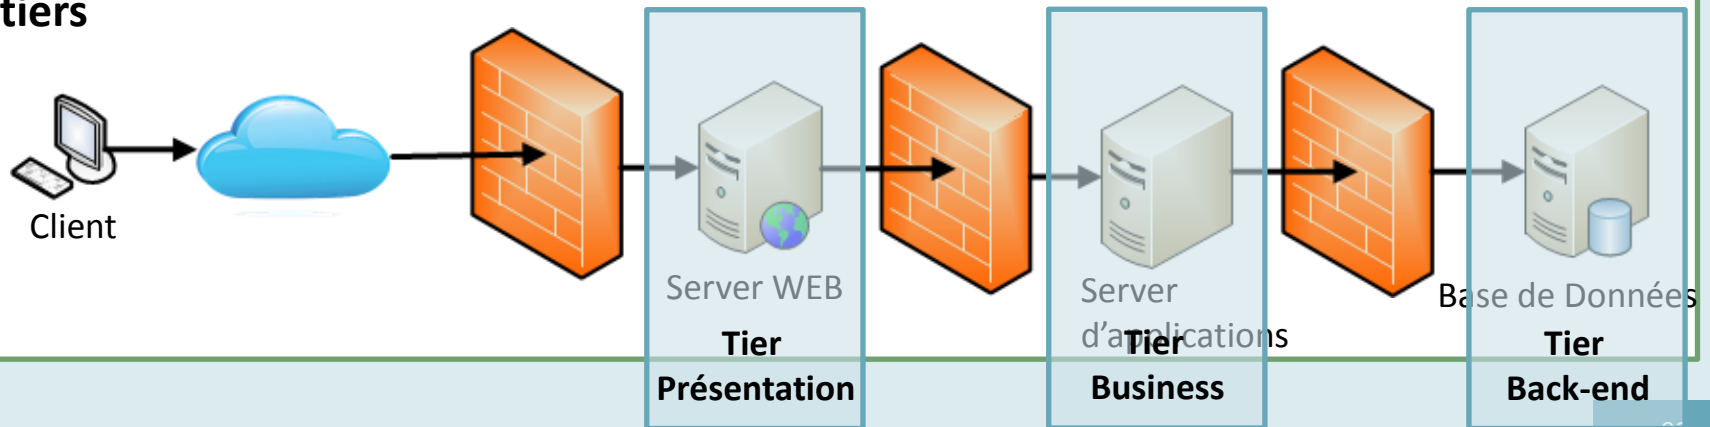 tiers
Client
Server WEB
Server
d’applications
Base de Données
Tier
Présentation
Tier
Business
Tier
Back-end